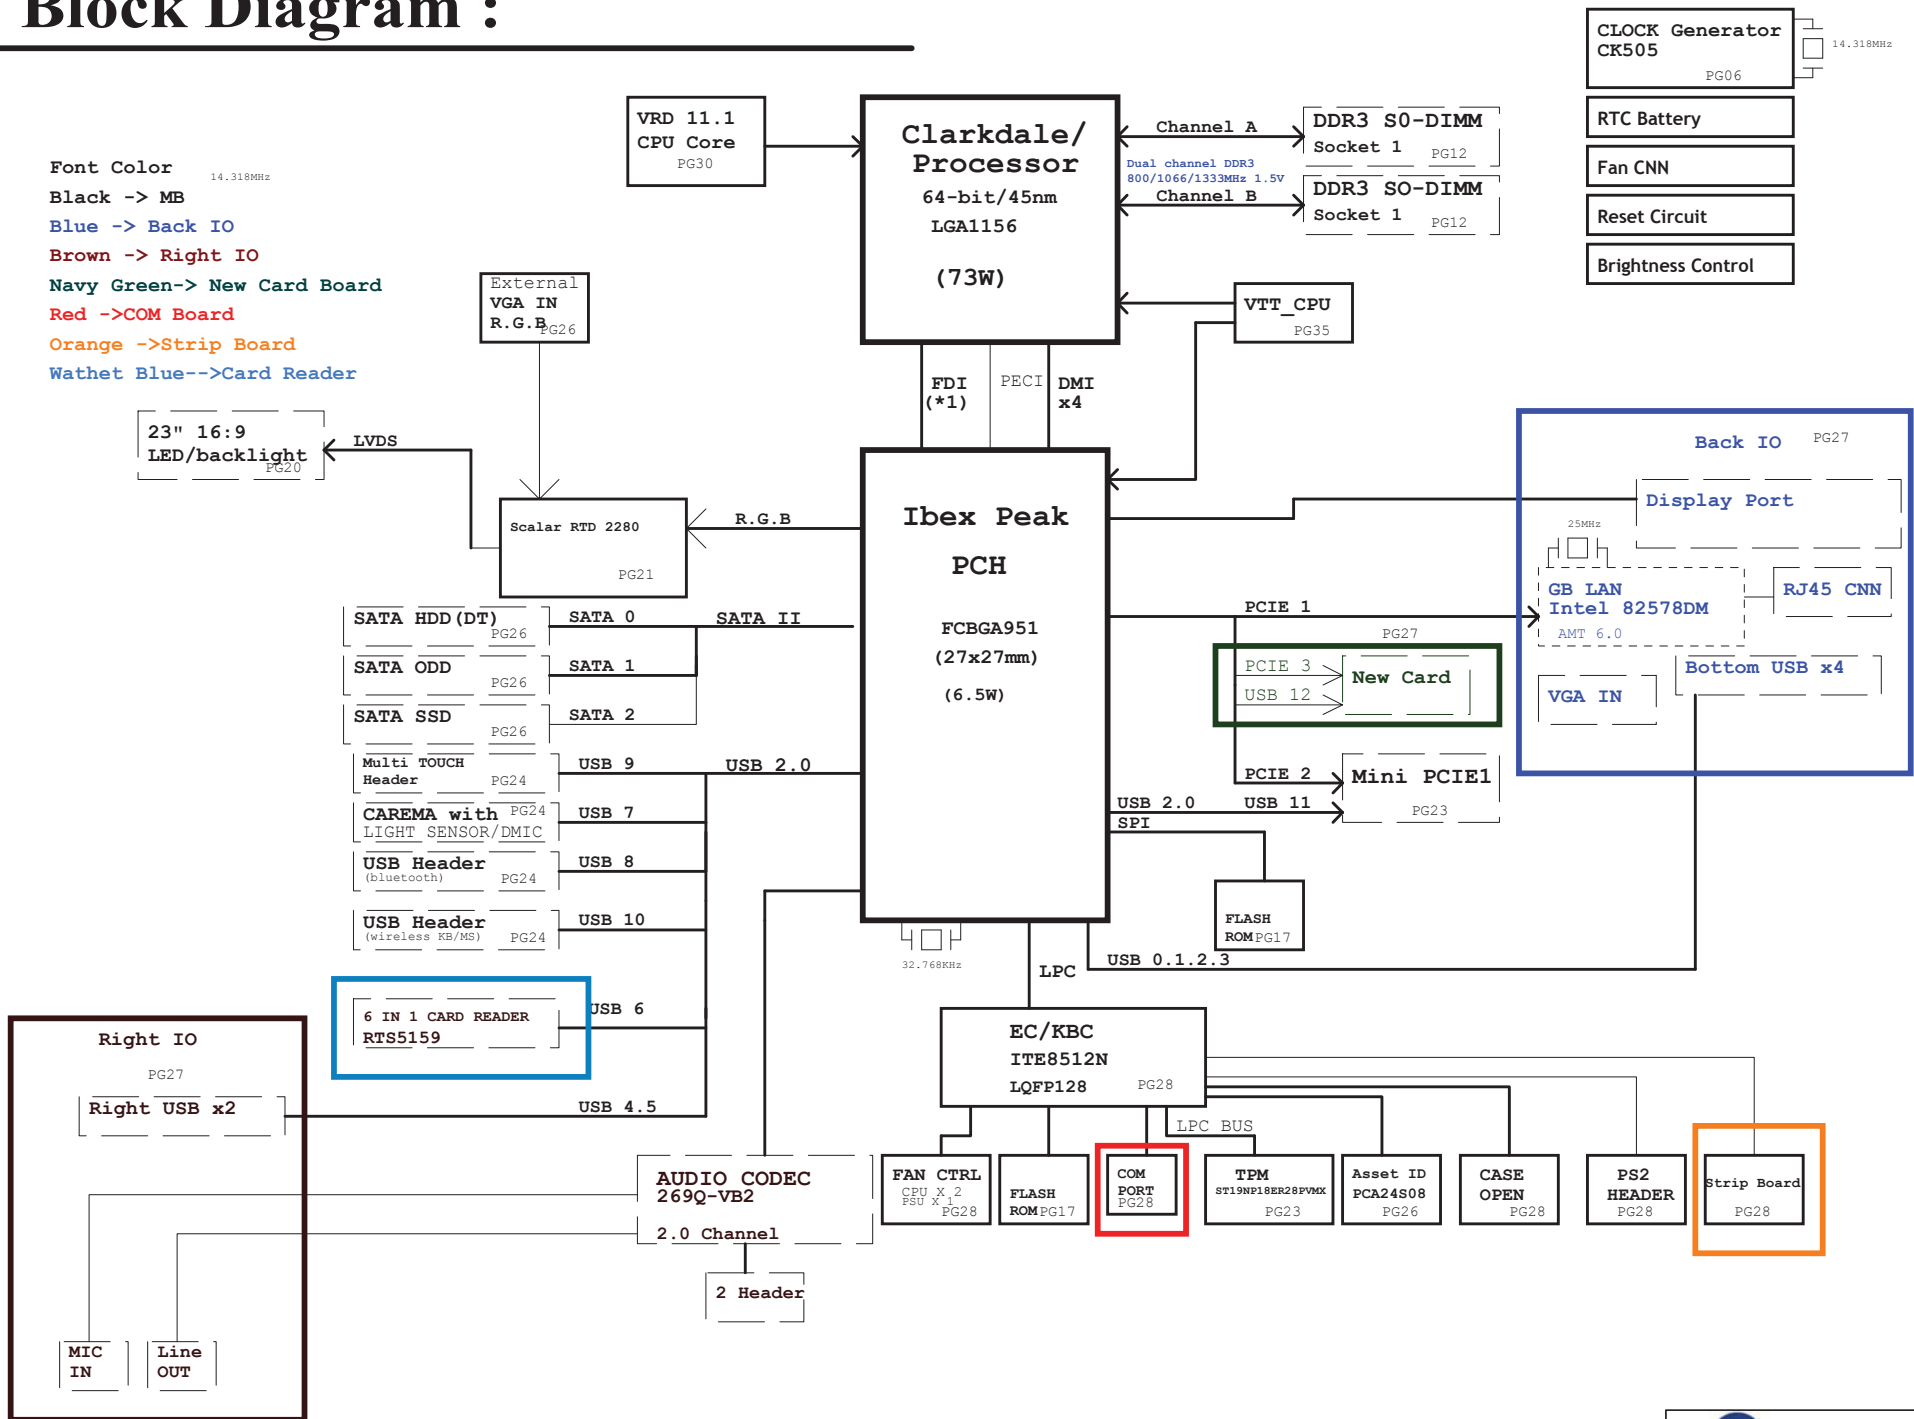 Block Diagram :
CLOCK Generator
CK505
PG06
14.318MHz
RTC Battery
Fan CNN
Reset Circuit
Brightness Control
VRD 11.1
CPU Core
PG30
Clarkdale/
Processor
64-bit/45nm
LGA1156
(73W)
Channel A
Dual channel DDR3
800/1066/1333MHz 1.5V
Channel B
DDR3 S0-DIMM
Socket 1 PG12
DDR3 SO-DIMM
Socket 1 PG12
Font Color
14.318MHz
Black -> MB
Blue -> Back IO
Brown -> Right IO
Navy Green-> New Card Board
Red ->COM Board
Orange ->Strip Board
Wathet Blue-->Card Reader
External
VGA IN
R.G.B
PG26
VTT_CPU
PG35
FDI
(*1)
PECI
DMI
x4
23" 16:9
LED/backlight
PG20
LVDS
Scalar RTD 2280
PG21
R.G.B
Ibex Peak
PCH
FCBGA951
(27x27mm)
(6.5W)
Back IO PG27
Display Port
25MHz
GB LAN
Intel 82578DM
AMT 6.0
RJ45 CNN
Bottom USB x4
VGA IN
PCIE 1
PG27
PCIE 3
USB 12
New Card
PCIE 2
USB 2.0 USB 11
Mini PCIE1
PG23
SPI
FLASH
ROM PG17
USB 0.1.2.3
SATA HDD(DT)
PG26
SATA 0
SATA II
SATA ODD
PG26
SATA 1
SATA SSD
PG26
SATA 2
Multi TOUCH
Header PG24
USB 9
USB 2.0
CAREMA with PG24
LIGHT SENSOR/DMIC
USB 7
USB Header
(bluetooth) PG24
USB 8
USB Header
(wireless KB/MS) PG24
USB 10
6 IN 1 CARD READER
RTS5159
USB 6
32.768KHz
LPC
EC/KBC
ITE8512N
LQFP128 PG28
Right IO
PG27
Right USB x2
USB 4.5
AUDIO CODEC
269Q-VB2
2.0 Channel
2 Header
MIC
IN
Line
OUT
LPC BUS
FAN CTRL
CPU X 2
PSU X 1
PG28
FLASH
ROM PG17
COM
PORT
PG28
TPM
ST19NP18ER28PVMX
PG23
Asset ID
PCA24S08
PG26
CASE
OPEN
PG28
PS2
HEADER
PG28
Strip Board
PG28